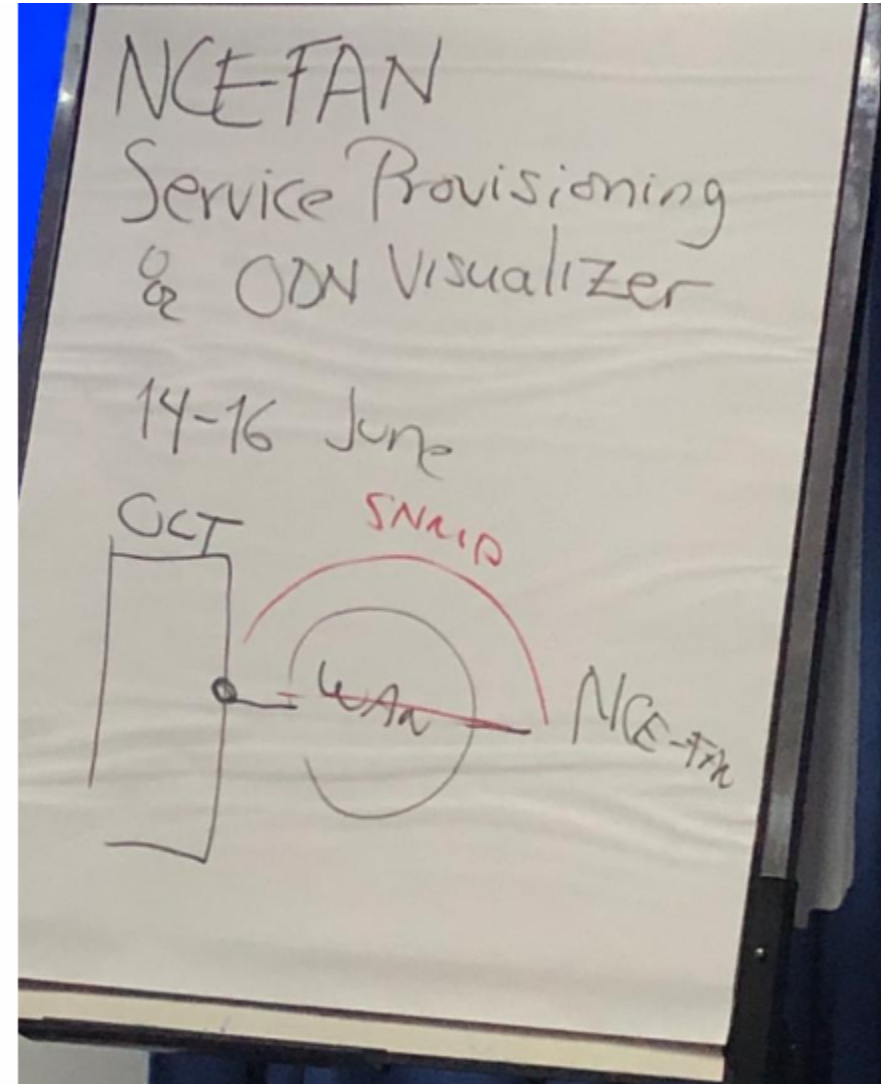 NCE-FAN
Service Provisioning
& ODN Visualizer
14-16 June
OLT
SNMP
WAN
NCE-FAN